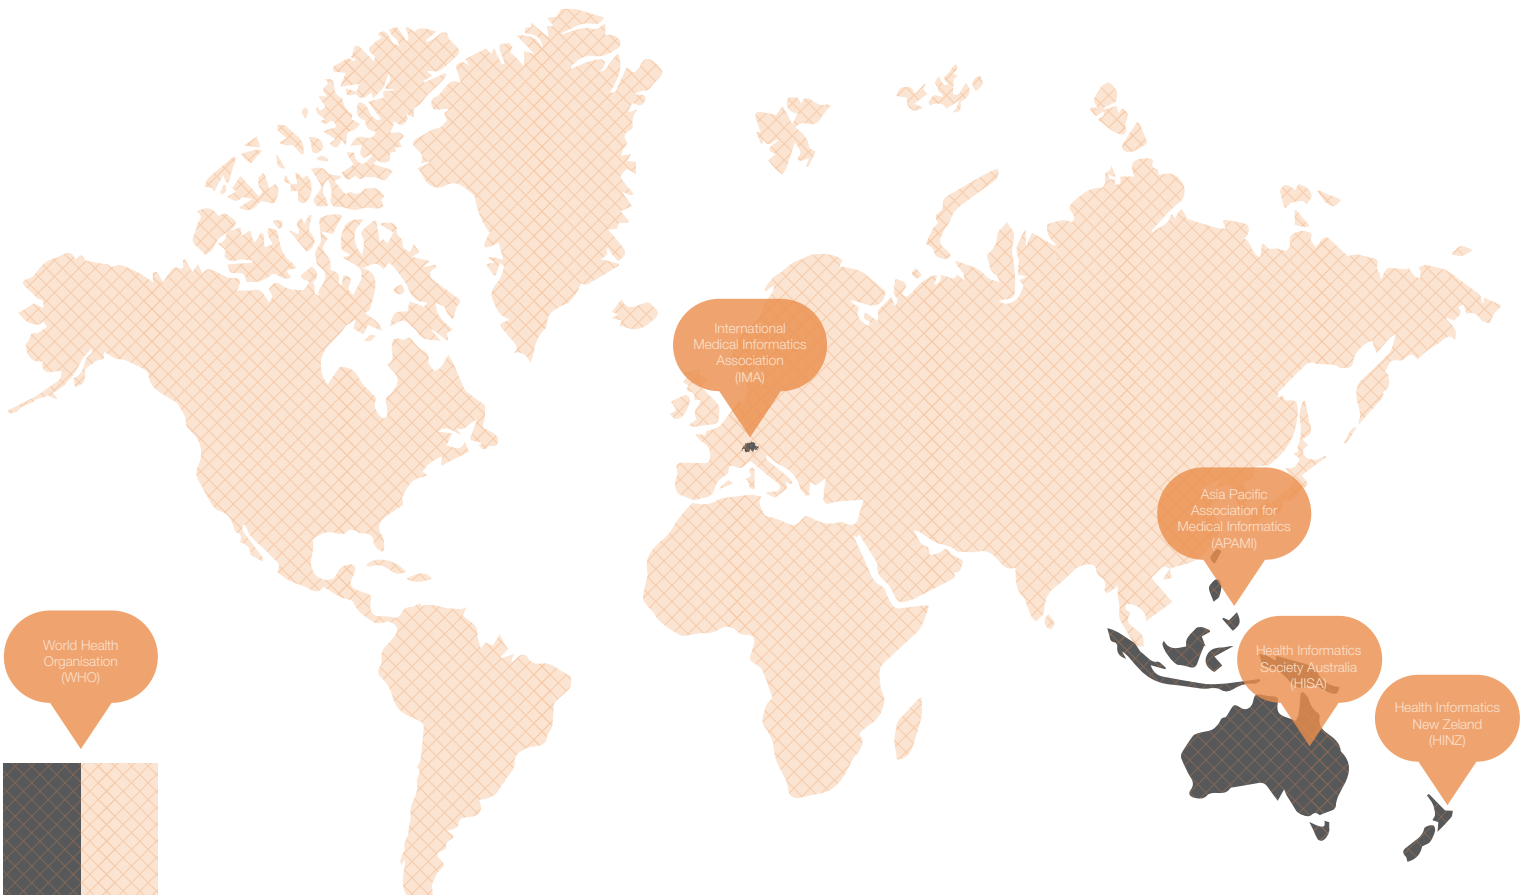 International
Medical Informatics
Association
(IMA)
Asia Pacific
Association for
Medical Informatics
(APAMI)
World Health
Organisation
(WHO)
Health Informatics
Society Australia
(HISA)
Health Informatics
New Zeland
(HINZ)